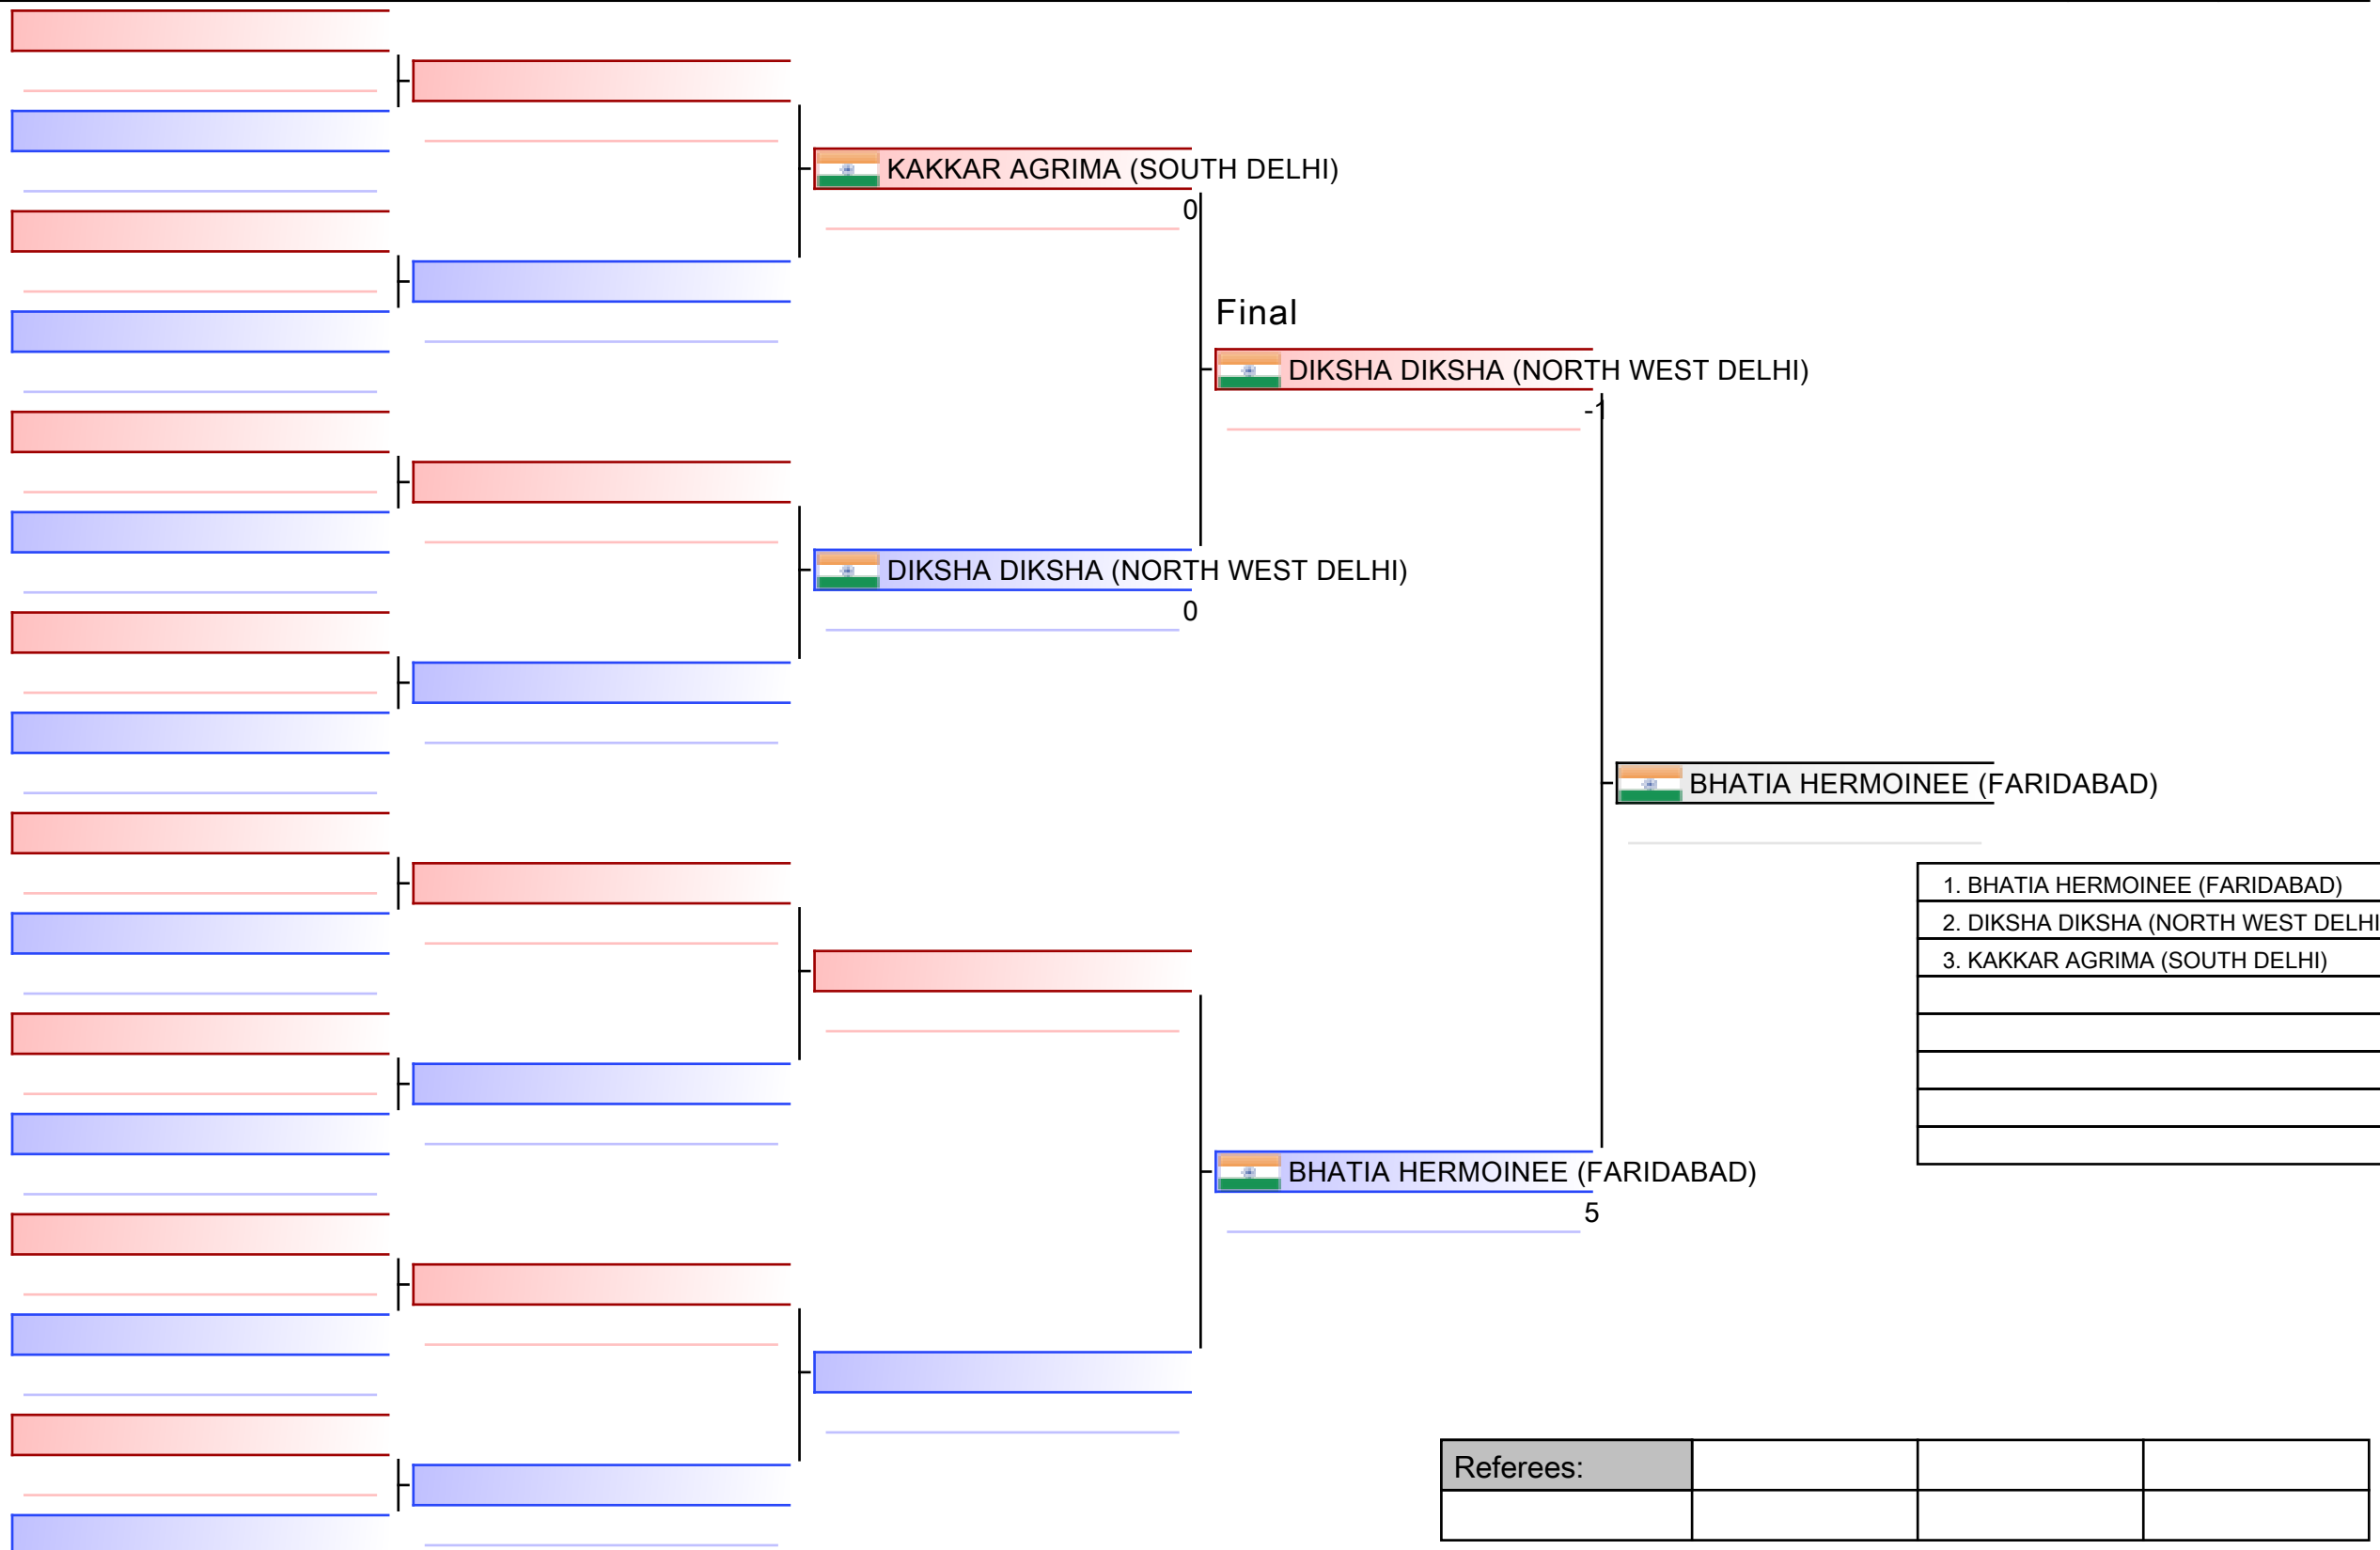 KAKKAR AGRIMA (SOUTH DELHI)
0
Final
DIKSHA DIKSHA (NORTH WEST DELHI)
-1
DIKSHA DIKSHA (NORTH WEST DELHI)
0
BHATIA HERMOINEE (FARIDABAD)
1. BHATIA HERMOINEE (FARIDABAD)
2. DIKSHA DIKSHA (NORTH WEST DELHI
3. KAKKAR AGRIMA (SOUTH DELHI)
BHATIA HERMOINEE (FARIDABAD)
5
Referees: